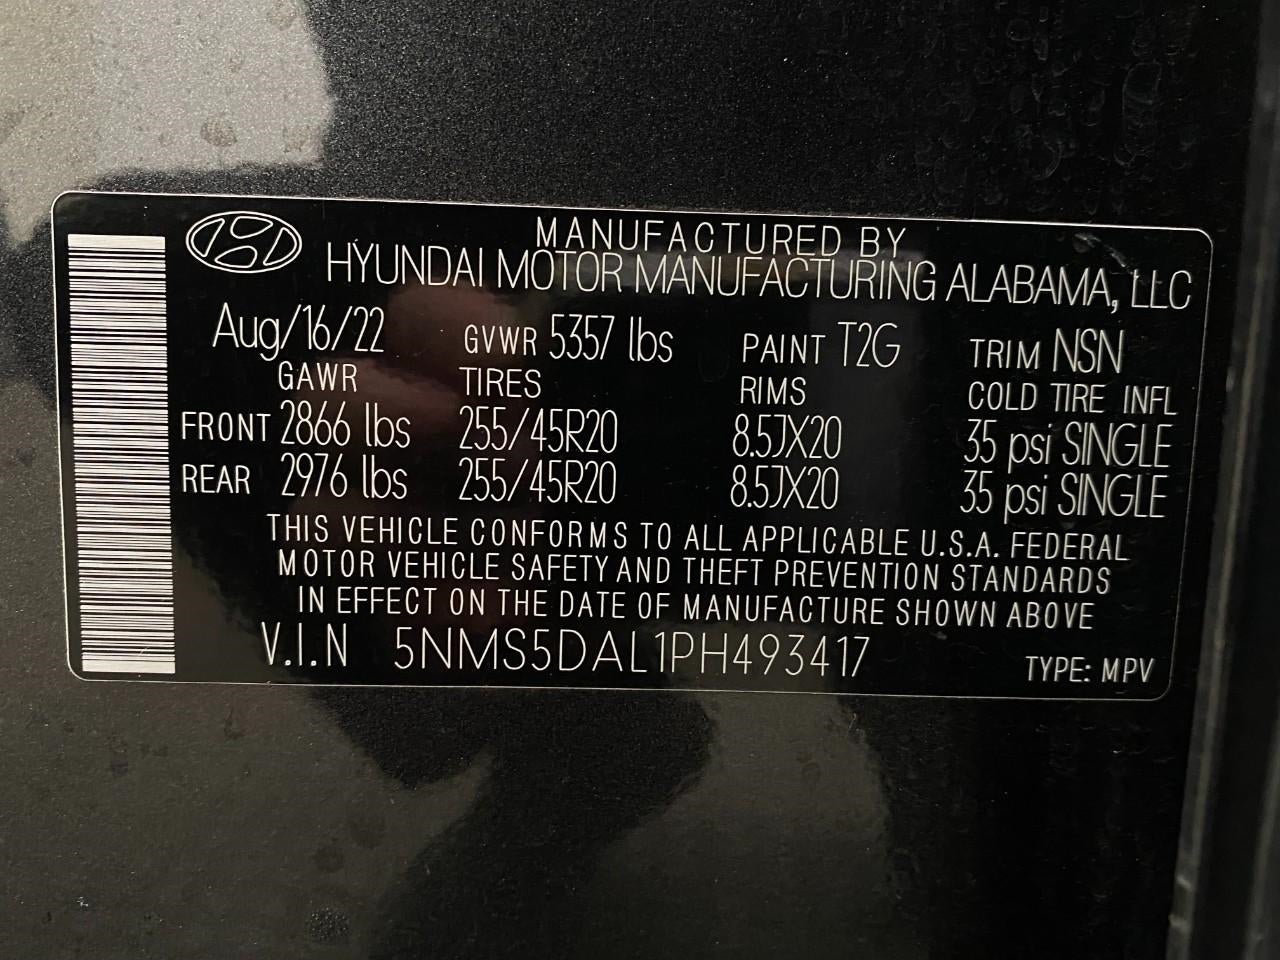 MANUFACTURED BY
HYUNDAI MOTOR MANUFACTURING ALABAMA, LLC
Aug/16/22 GVWR 5357 lbs PAINT T2G TRIM NSN
GAWR TIRES RIMS COLD TIRE INFL
FRONT 2866 lbs 255/45R20 8.5JX20 35 psi SINGLE
REAR 2976 lbs 255/45R20 8.5JX20 35 psi SINGLE
THIS VEHICLE CONFORMS TO ALL APPLICABLE U.S.A. FEDERAL
MOTOR VEHICLE SAFETY AND THEFT PREVENTION STANDARDS
IN EFFECT ON THE DATE OF MANUFACTURE SHOWN ABOVE
V.I.N 5NMS5DAL1PH493417 TYPE: MPV